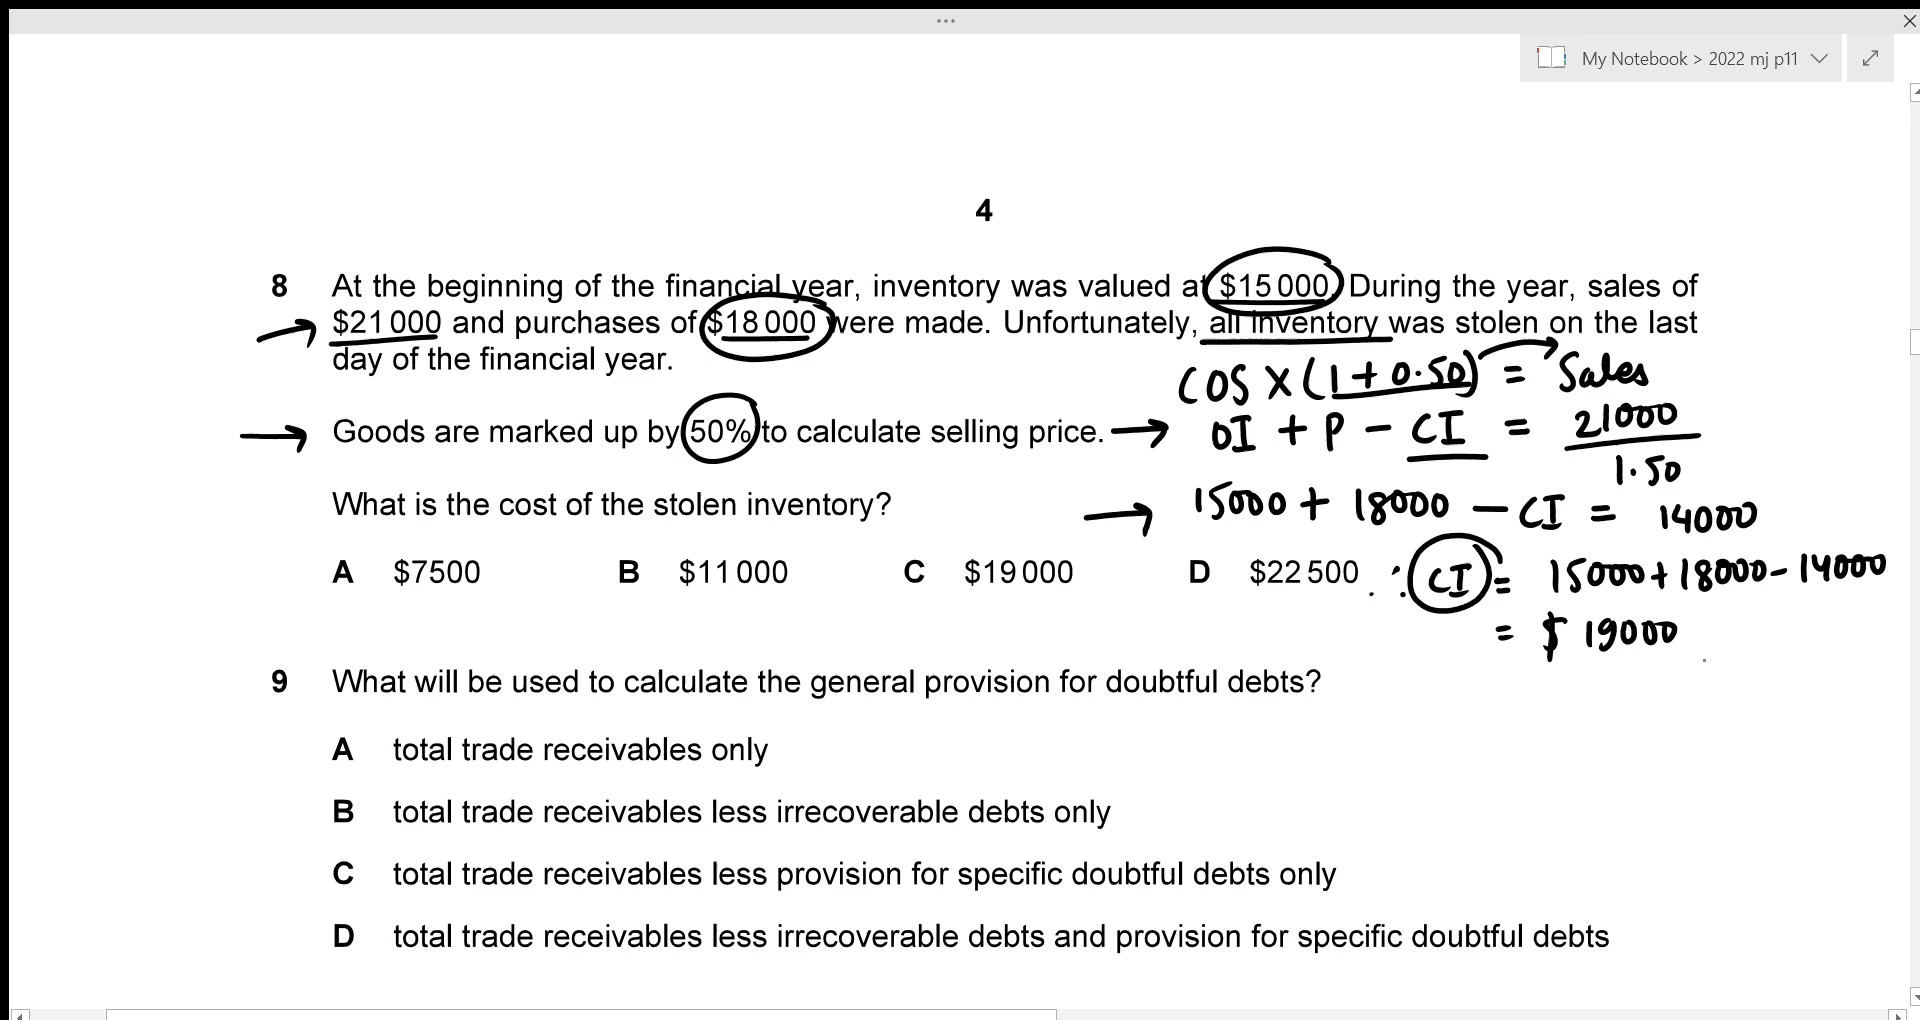 My Notebook > 2022 mj p11
4
8 At the beginning of the financial year, inventory was valued at $15 000. During the year, sales of
$21 000 and purchases of $18 000 were made. Unfortunately, all inventory was stolen on the last
day of the financial year.
COS × (1 + 0.50) = Sales
Goods are marked up by 50% to calculate selling price.
OI + P - CI = 21000
1.50
What is the cost of the stolen inventory?
15000 + 18000 - CI = 14000
A $7500 B $11 000 C $19 000 D $22 500
∴ CI = 15000 + 18000 - 14000
= $ 19000
9 What will be used to calculate the general provision for doubtful debts?
A total trade receivables only
B total trade receivables less irrecoverable debts only
C total trade receivables less provision for specific doubtful debts only
D total trade receivables less irrecoverable debts and provision for specific doubtful debts